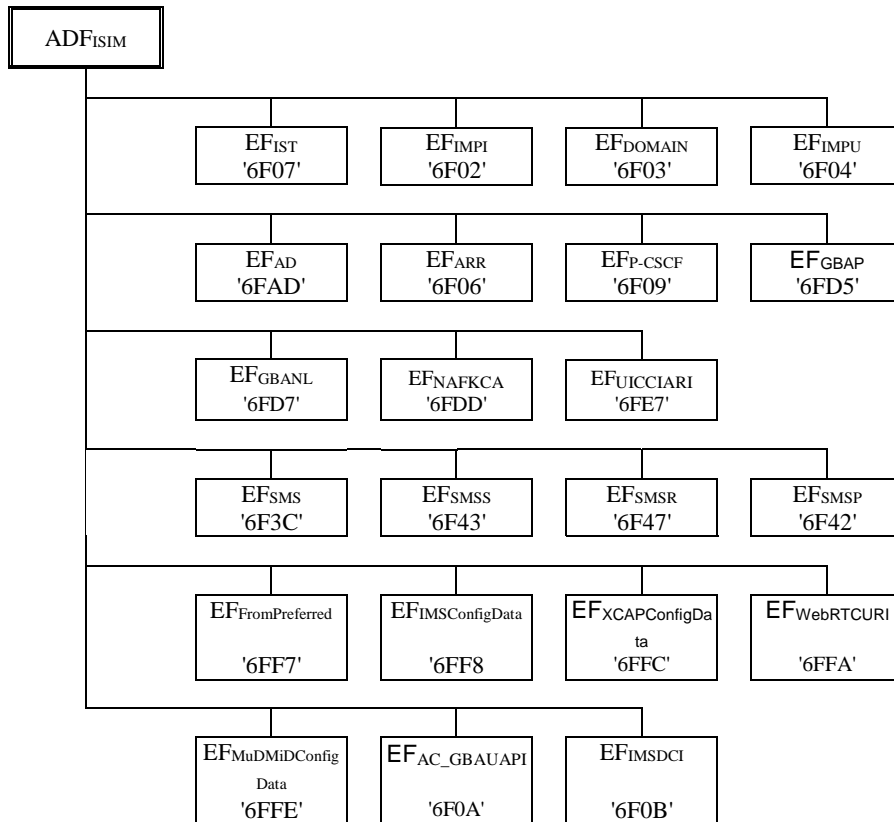 ADFISIM
EFIST EFIMPI EFDOMAIN EFIMPU
'6F07' '6F02' '6F03' '6F04'
EFAD EFARR EFP-CSCF EFGBAP
'6FAD' '6F06' '6F09' '6FD5'
EFGBANL EFNAFKCA EFUICCIARI
'6FD7' '6FDD' '6FE7'
EFSMS EFSMSS EFSMSR EFSMSP
'6F3C' '6F43' '6F47' '6F42'
EFFromPreferred EFIMSConfigData EFXCAPConfigDa EFWebRTCURI
ta
'6FF7' '6FF8 '6FFC' '6FFA'
EFMuDMiDConfig EFAC_GBAUAPI EFIMSDCI
Data
'6FFE' '6F0A' '6F0B'